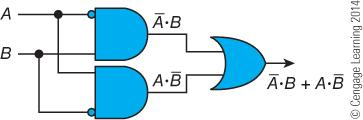 A
B
A̅·B
A·B̅
A̅·B + A·B̅
© Cengage Learning 2014